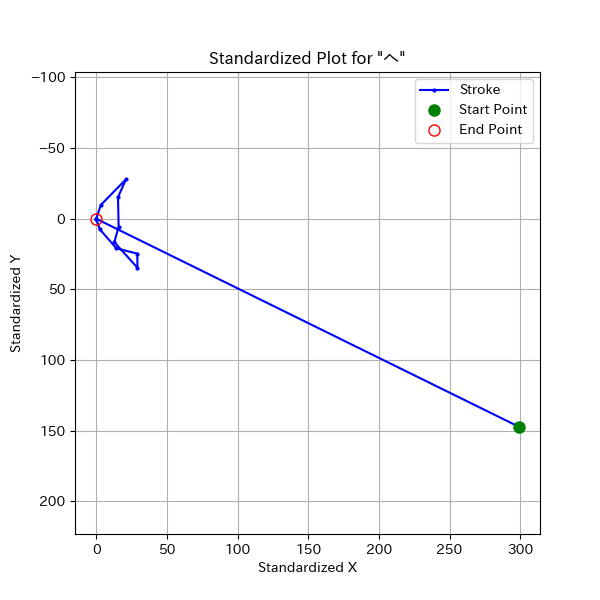 Standardized Plot for "へ"
Stroke
Start Point
End Point
−100
−50
0
50
100
150
200
Standardized Y
0 50 100 150 200 250 300
Standardized X